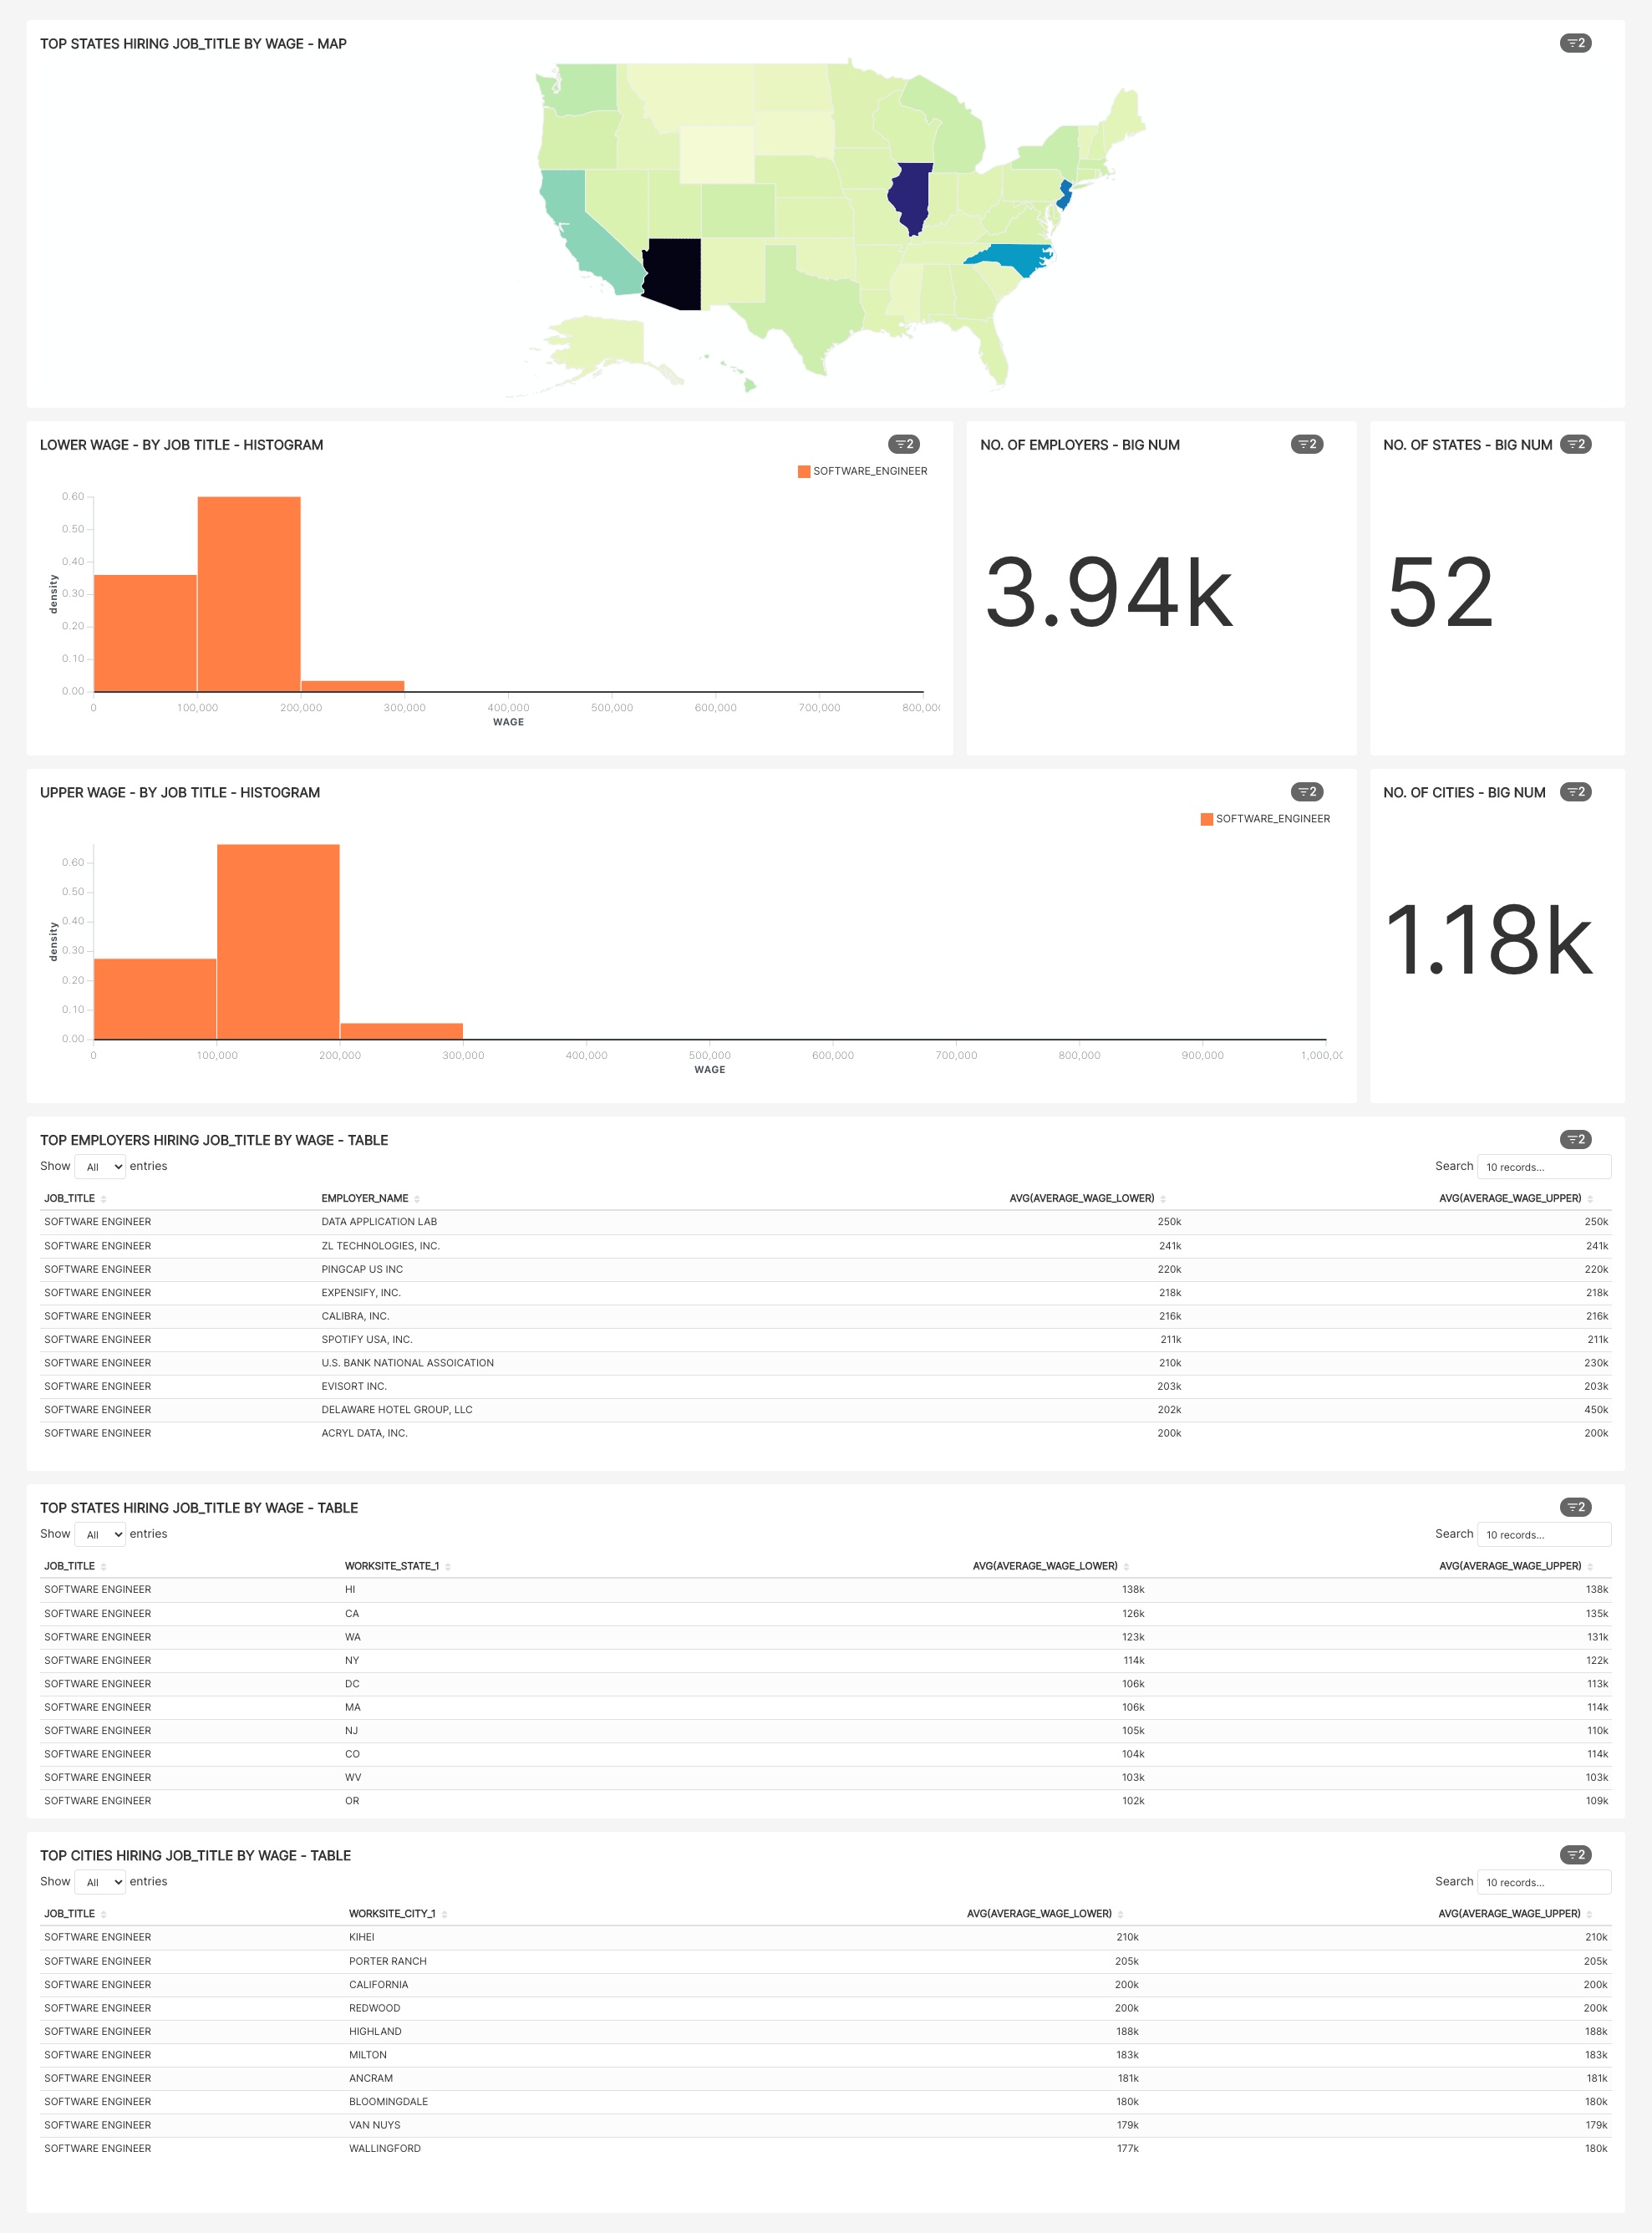 TOP STATES HIRING JOB_TITLE BY WAGE - MAP
2
LOWER WAGE - BY JOB TITLE - HISTOGRAM
2
SOFTWARE_ENGINEER
0.60
0.50
0.40
0.30
0.20
0.10
0.00
density
0 100,000 200,000 300,000 400,000 500,000 600,000 700,000 800,00
WAGE
NO. OF EMPLOYERS - BIG NUM
2
3.94k
NO. OF STATES - BIG NUM
2
52
UPPER WAGE - BY JOB TITLE - HISTOGRAM
2
SOFTWARE_ENGINEER
0.60
0.50
0.40
0.30
0.20
0.10
0.00
density
0 100,000 200,000 300,000 400,000 500,000 600,000 700,000 800,000 900,000 1,000,0
WAGE
NO. OF CITIES - BIG NUM
2
1.18k
TOP EMPLOYERS HIRING JOB_TITLE BY WAGE - TABLE
2
Show All entries Search 10 records...
JOB_TITLE EMPLOYER_NAME AVG(AVERAGE_WAGE_LOWER) AVG(AVERAGE_WAGE_UPPER)
SOFTWARE ENGINEER DATA APPLICATION LAB 250k 250k
SOFTWARE ENGINEER ZL TECHNOLOGIES, INC. 241k 241k
SOFTWARE ENGINEER PINGCAP US INC 220k 220k
SOFTWARE ENGINEER EXPENSIFY, INC. 218k 218k
SOFTWARE ENGINEER CALIBRA, INC. 216k 216k
SOFTWARE ENGINEER SPOTIFY USA, INC. 211k 211k
SOFTWARE ENGINEER U.S. BANK NATIONAL ASSOICATION 210k 230k
SOFTWARE ENGINEER EVISORT INC. 203k 203k
SOFTWARE ENGINEER DELAWARE HOTEL GROUP, LLC 202k 450k
SOFTWARE ENGINEER ACRYL DATA, INC. 200k 200k
TOP STATES HIRING JOB_TITLE BY WAGE - TABLE
2
Show All entries Search 10 records...
JOB_TITLE WORKSITE_STATE_1 AVG(AVERAGE_WAGE_LOWER) AVG(AVERAGE_WAGE_UPPER)
SOFTWARE ENGINEER HI 138k 138k
SOFTWARE ENGINEER CA 126k 135k
SOFTWARE ENGINEER WA 123k 131k
SOFTWARE ENGINEER NY 114k 122k
SOFTWARE ENGINEER DC 106k 113k
SOFTWARE ENGINEER MA 106k 114k
SOFTWARE ENGINEER NJ 105k 110k
SOFTWARE ENGINEER CO 104k 114k
SOFTWARE ENGINEER WV 103k 103k
SOFTWARE ENGINEER OR 102k 109k
TOP CITIES HIRING JOB_TITLE BY WAGE - TABLE
2
Show All entries Search 10 records...
JOB_TITLE WORKSITE_CITY_1 AVG(AVERAGE_WAGE_LOWER) AVG(AVERAGE_WAGE_UPPER)
SOFTWARE ENGINEER KIHEI 210k 210k
SOFTWARE ENGINEER PORTER RANCH 205k 205k
SOFTWARE ENGINEER CALIFORNIA 200k 200k
SOFTWARE ENGINEER REDWOOD 200k 200k
SOFTWARE ENGINEER HIGHLAND 188k 188k
SOFTWARE ENGINEER MILTON 183k 183k
SOFTWARE ENGINEER ANCRAM 181k 181k
SOFTWARE ENGINEER BLOOMINGDALE 180k 180k
SOFTWARE ENGINEER VAN NUYS 179k 179k
SOFTWARE ENGINEER WALLINGFORD 177k 180k